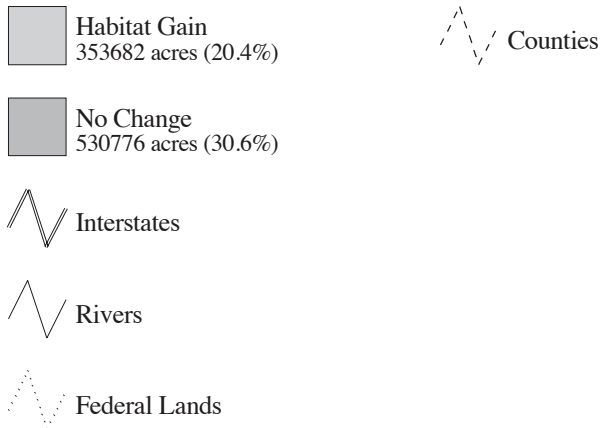 Habitat Gain
353682 acres (20.4%)
No Change
530776 acres (30.6%)
Interstates
Rivers
Federal Lands
Counties